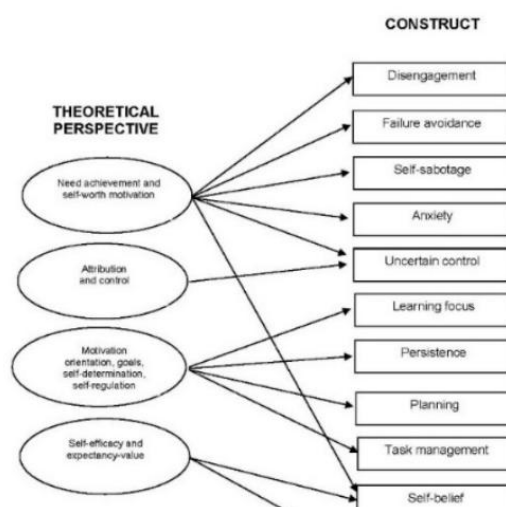 CONSTRUCT
THEORETICAL
PERSPECTIVE
Need achievement and
self-worth motivation
Attribution
and control
Motivation
orientation, goals,
self-determination,
self-regulation
Self-efficacy and
expectancy-value
Disengagement
Failure avoidance
Self-sabotage
Anxiety
Uncertain control
Learning focus
Persistence
Planning
Task management
Self-belief